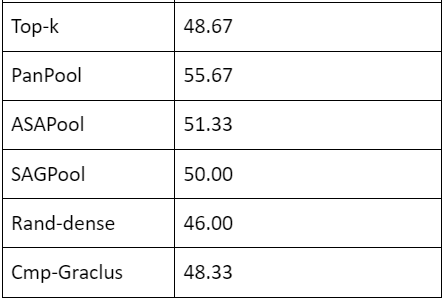 Top-k 48.67
PanPool 55.67
ASAPool 51.33
SAGPool 50.00
Rand-dense 46.00
Cmp-Graclus 48.33